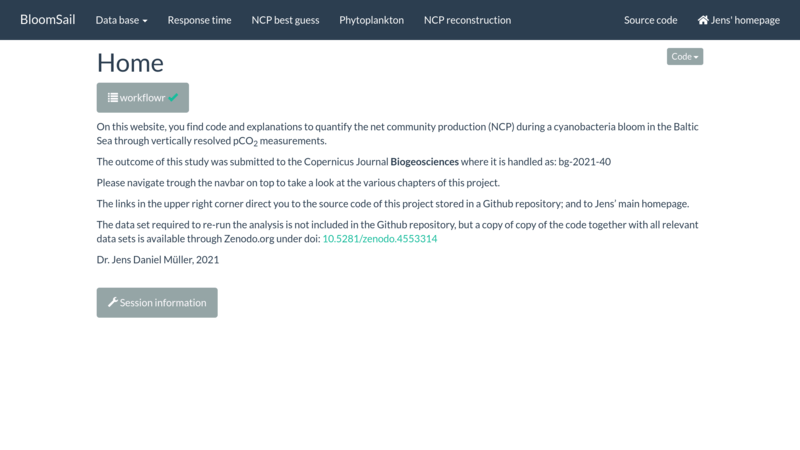 BloomSail Data base Response time NCP best guess Phytoplankton NCP reconstruction Source code Jens' homepage
Home
Code
workflowr
On this website, you find code and explanations to quantify the net community production (NCP) during a cyanobacteria bloom in the Baltic
Sea through vertically resolved pCO2 measurements.
The outcome of this study was submitted to the Copernicus Journal Biogeosciences where it is handled as: bg-2021-40
Please navigate trough the navbar on top to take a look at the various chapters of this project.
The links in the upper right corner direct you to the source code of this project stored in a Github repository; and to Jens’ main homepage.
The data set required to re-run the analysis is not included in the Github repository, but a copy of copy of the code together with all relevant
data sets is available through Zenodo.org under doi: 10.5281/zenodo.4553314
Dr. Jens Daniel Müller, 2021
Session information